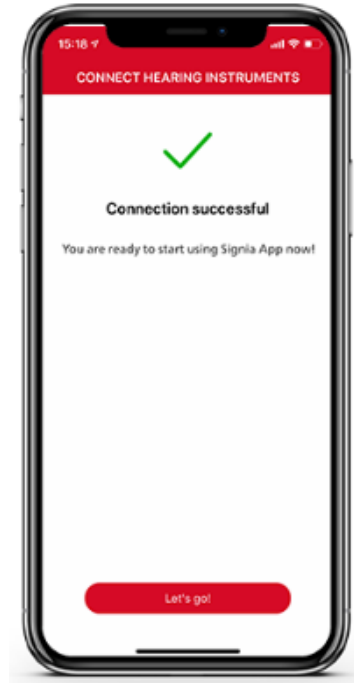 15:18
CONNECT HEARING INSTRUMENTS
Connection successful
You are ready to start using Signia App now!
Let's go!